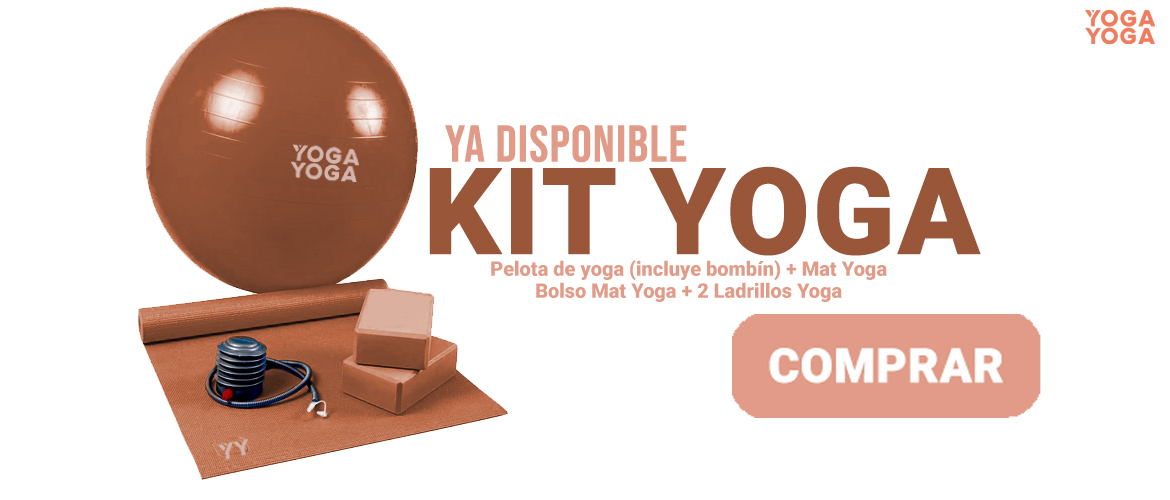 YOGA
YOGA
YOGA
YOGA
YA DISPONIBLE
KIT YOGA
Pelota de yoga (incluye bombín) + Mat Yoga
Bolso Mat Yoga + 2 Ladrillos Yoga
COMPRAR
YY